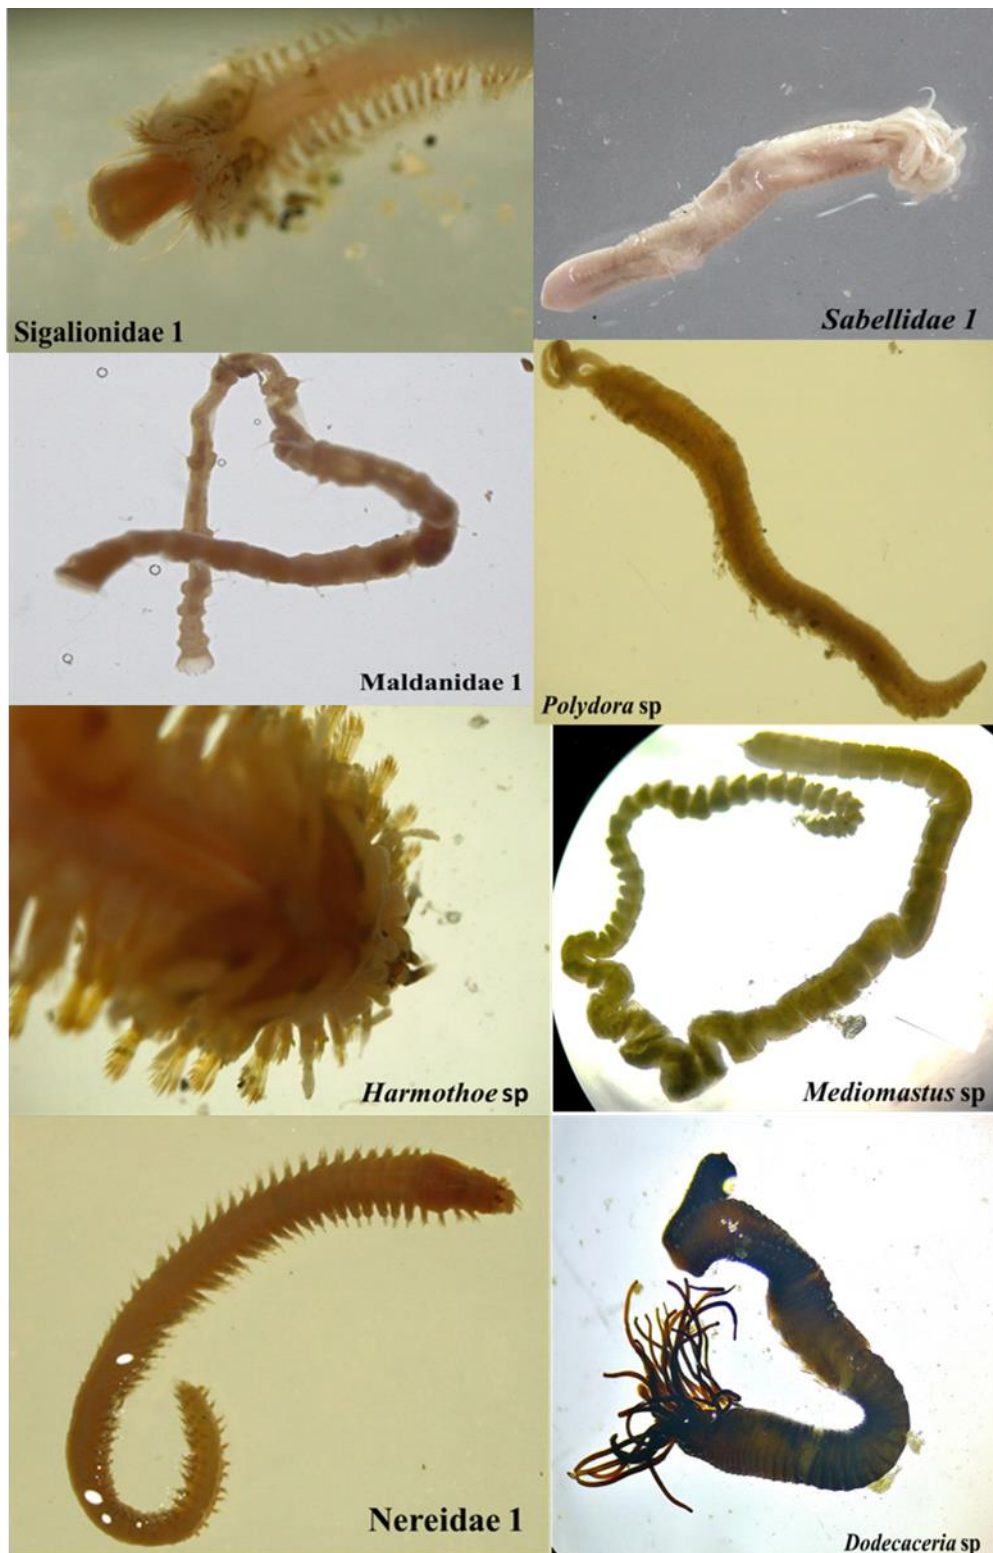 Sigalionidae 1
Sabellidae 1
Maldanidae 1
Polydora sp
Harmothoe sp
Mediomastus sp
Nereidae 1
Dodecaceria sp